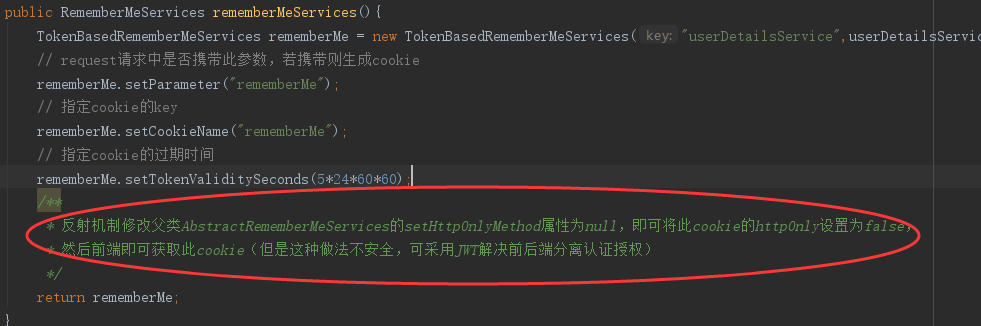 public RememberMeServices rememberMeServices(){
TokenBasedRememberMeServices rememberMe = new TokenBasedRememberMeServices( key: "userDetailsService",userDetailsServic
// request请求中是否携带此参数，若携带则生成cookie
rememberMe.setParameter("rememberMe");
// 指定cookie的key
rememberMe.setCookieName("rememberMe");
// 指定cookie的过期时间
rememberMe.setTokenValiditySeconds(5*24*60*60);
/**
* 反射机制修改父类AbstractRememberMeServices的setHttpOnlyMethod属性为null，即可将此cookie的httpOnly设置为false，
* 然后前端即可获取此cookie（但是这种做法不安全，可采用JWT解决前后端分离认证授权）
*/
return rememberMe;
}